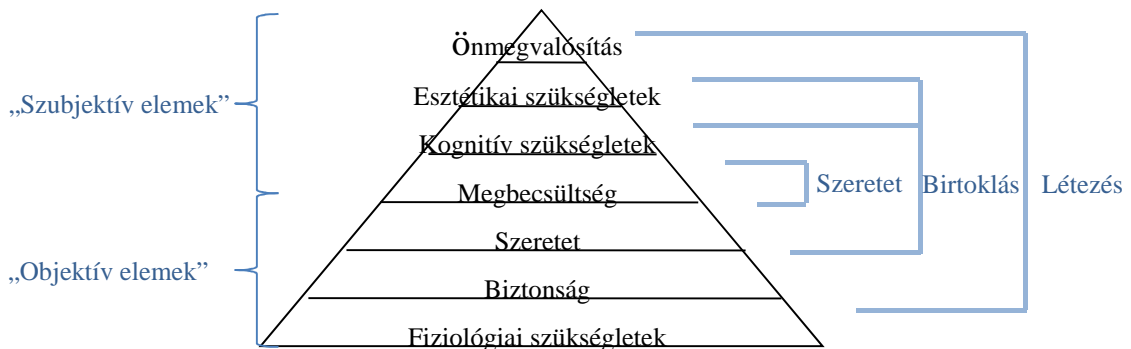 Önmegvalósítás
Esztétikai szükségletek
„Szubjektív elemek”
Kognitív szükségletek
Szeretet
Birtoklás
Létezés
Megbecsültség
Szeretet
„Objektív elemek”
Biztonság
Fiziológiai szükségletek